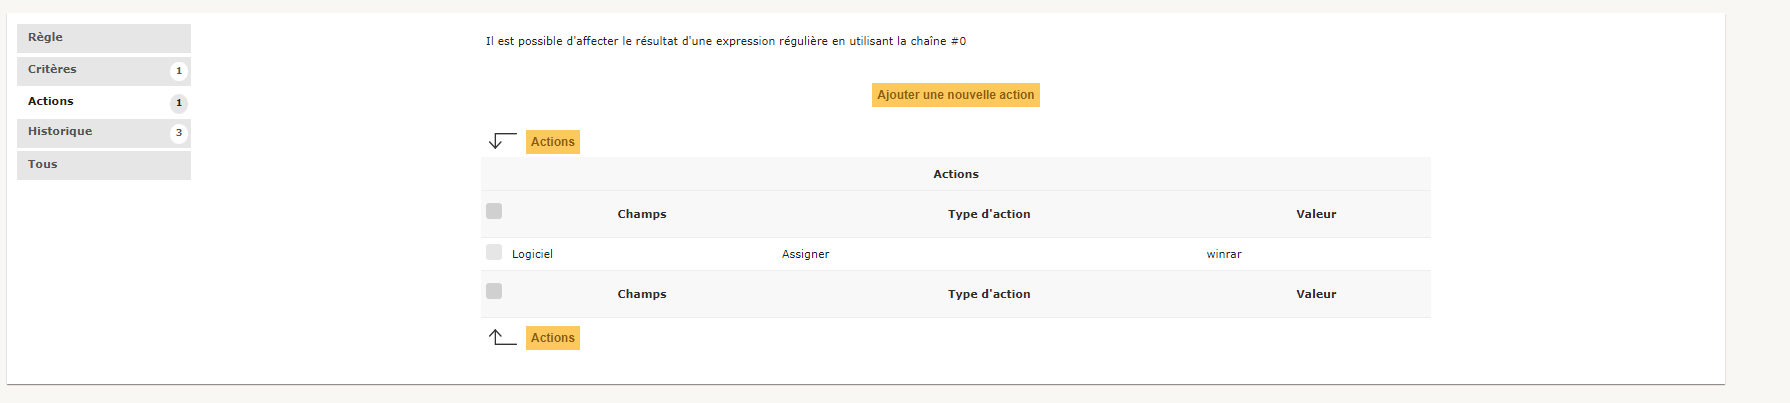 Règle
Critères 1
Actions 1
Historique 3
Tous
Il est possible d'affecter le résultat d'une expression régulière en utilisant la chaîne #0
Ajouter une nouvelle action
Actions
Actions
Champs Type d'action Valeur
Logiciel Assigner winrar
Champs Type d'action Valeur
Actions